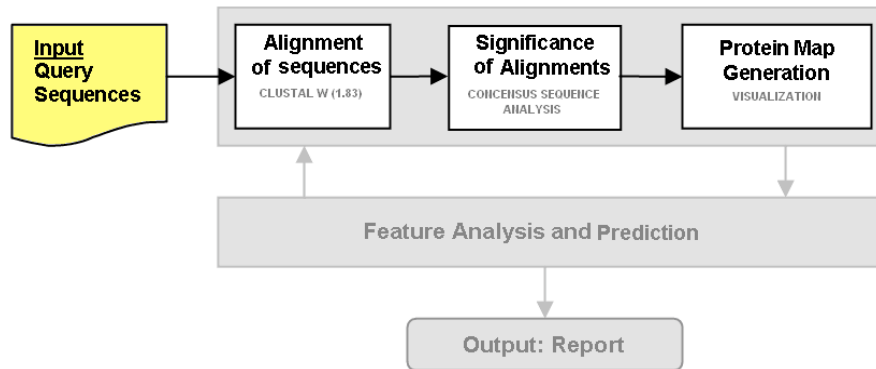 Input
Query
Sequences
Alignment
of sequences
CLUSTAL W (1.83)
Significance
of Alignments
CONCENSUS SEQUENCE
ANALYSIS
Protein Map
Generation
VISUALIZATION
Feature Analysis and Prediction
Output: Report